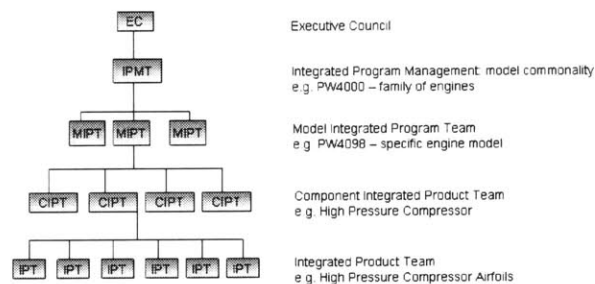 EC
Executive Council
IPMT
Integrated Program Management: model commonality
e.g. PW4000 – family of engines
MIPT MIPT MIPT
Model Integrated Program Team
e.g PW4098 – specific engine model
CIPT CIPT CIPT CIPT
Component Integrated Product Team
e.g. High Pressure Compressor
IPT IPT IPT IPT IPT IPT
Integrated Product Team
e.g. High Pressure Compressor Airfoils